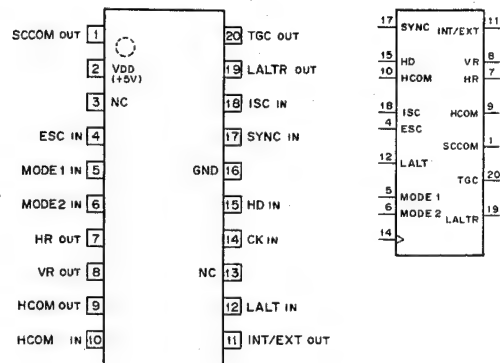 SCCOM OUT 1
2 VDD
(+5V)
3 NC
ESC IN 4
MODE1 IN 5
MODE2 IN 6
HR OUT 7
VR OUT 8
HCOM OUT 9
HCOM IN 10
20 TGC OUT
19 LALTR OUT
18 ISC IN
17 SYNC IN
GND 16
15 HD IN
14 CK IN
NC 13
12 LALT IN
11 INT/EXT OUT
17 SYNC INT/EXT 11
15 HD VR 8
10 HCOM HR 7
18 ISC HCOM 9
4 ESC
SCCOM 1
12 LALT
TGC 20
5 MODE1
6 MODE2 LALTR 19
14